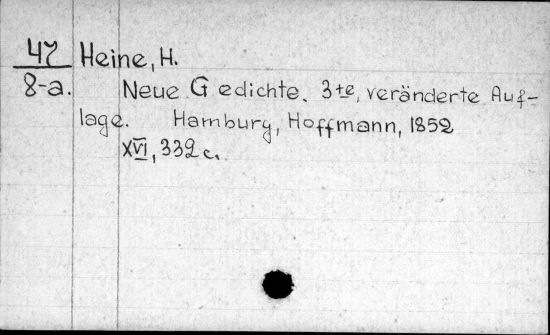 47 Heine, H.
8-a. Neue Gedichte. 3te, veränderte Auf-
lage. Hamburg, Hoffmann, 1852
XVI, 332 c.